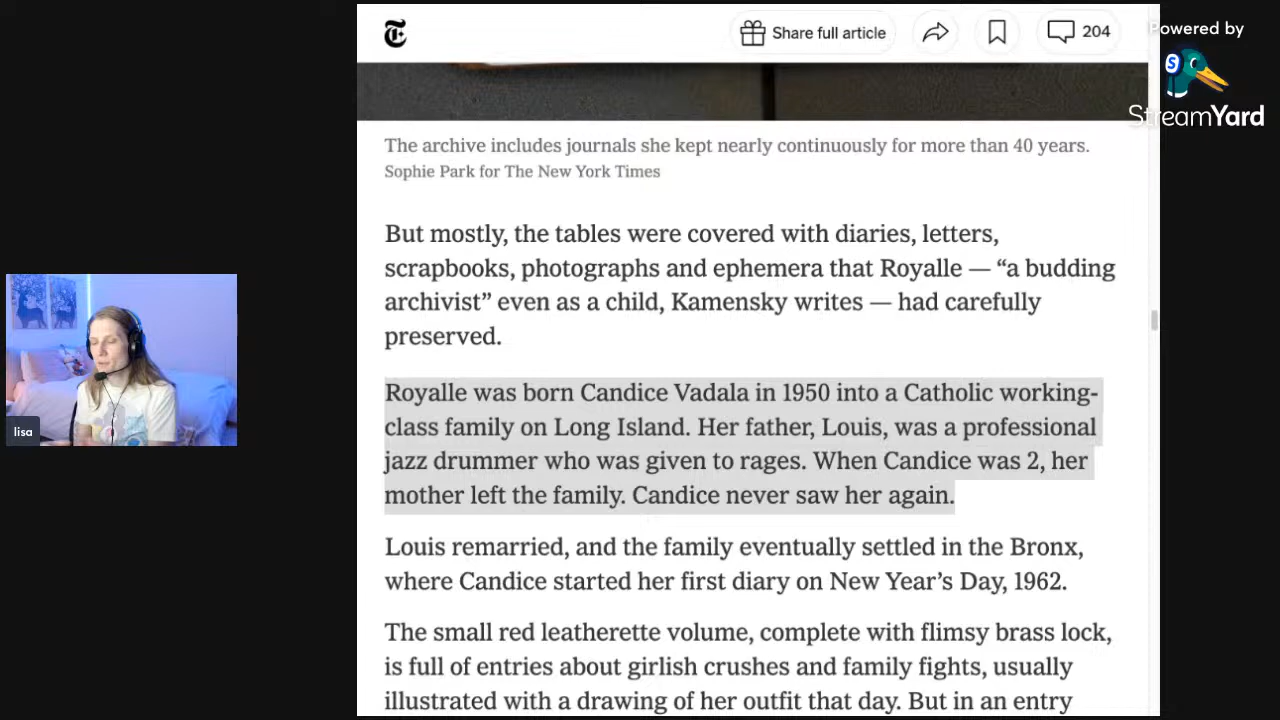 Share full article
204
Powered by
StreamYard
The archive includes journals she kept nearly continuously for more than 40 years.
Sophie Park for The New York Times
But mostly, the tables were covered with diaries, letters,
scrapbooks, photographs and ephemera that Royalle — “a budding
archivist” even as a child, Kamensky writes — had carefully
preserved.
Royalle was born Candice Vadala in 1950 into a Catholic working-
class family on Long Island. Her father, Louis, was a professional
jazz drummer who was given to rages. When Candice was 2, her
mother left the family. Candice never saw her again.
Louis remarried, and the family eventually settled in the Bronx,
where Candice started her first diary on New Year’s Day, 1962.
The small red leatherette volume, complete with flimsy brass lock,
is full of entries about girlish crushes and family fights, usually
illustrated with a drawing of her outfit that day. But in an entry
lisa